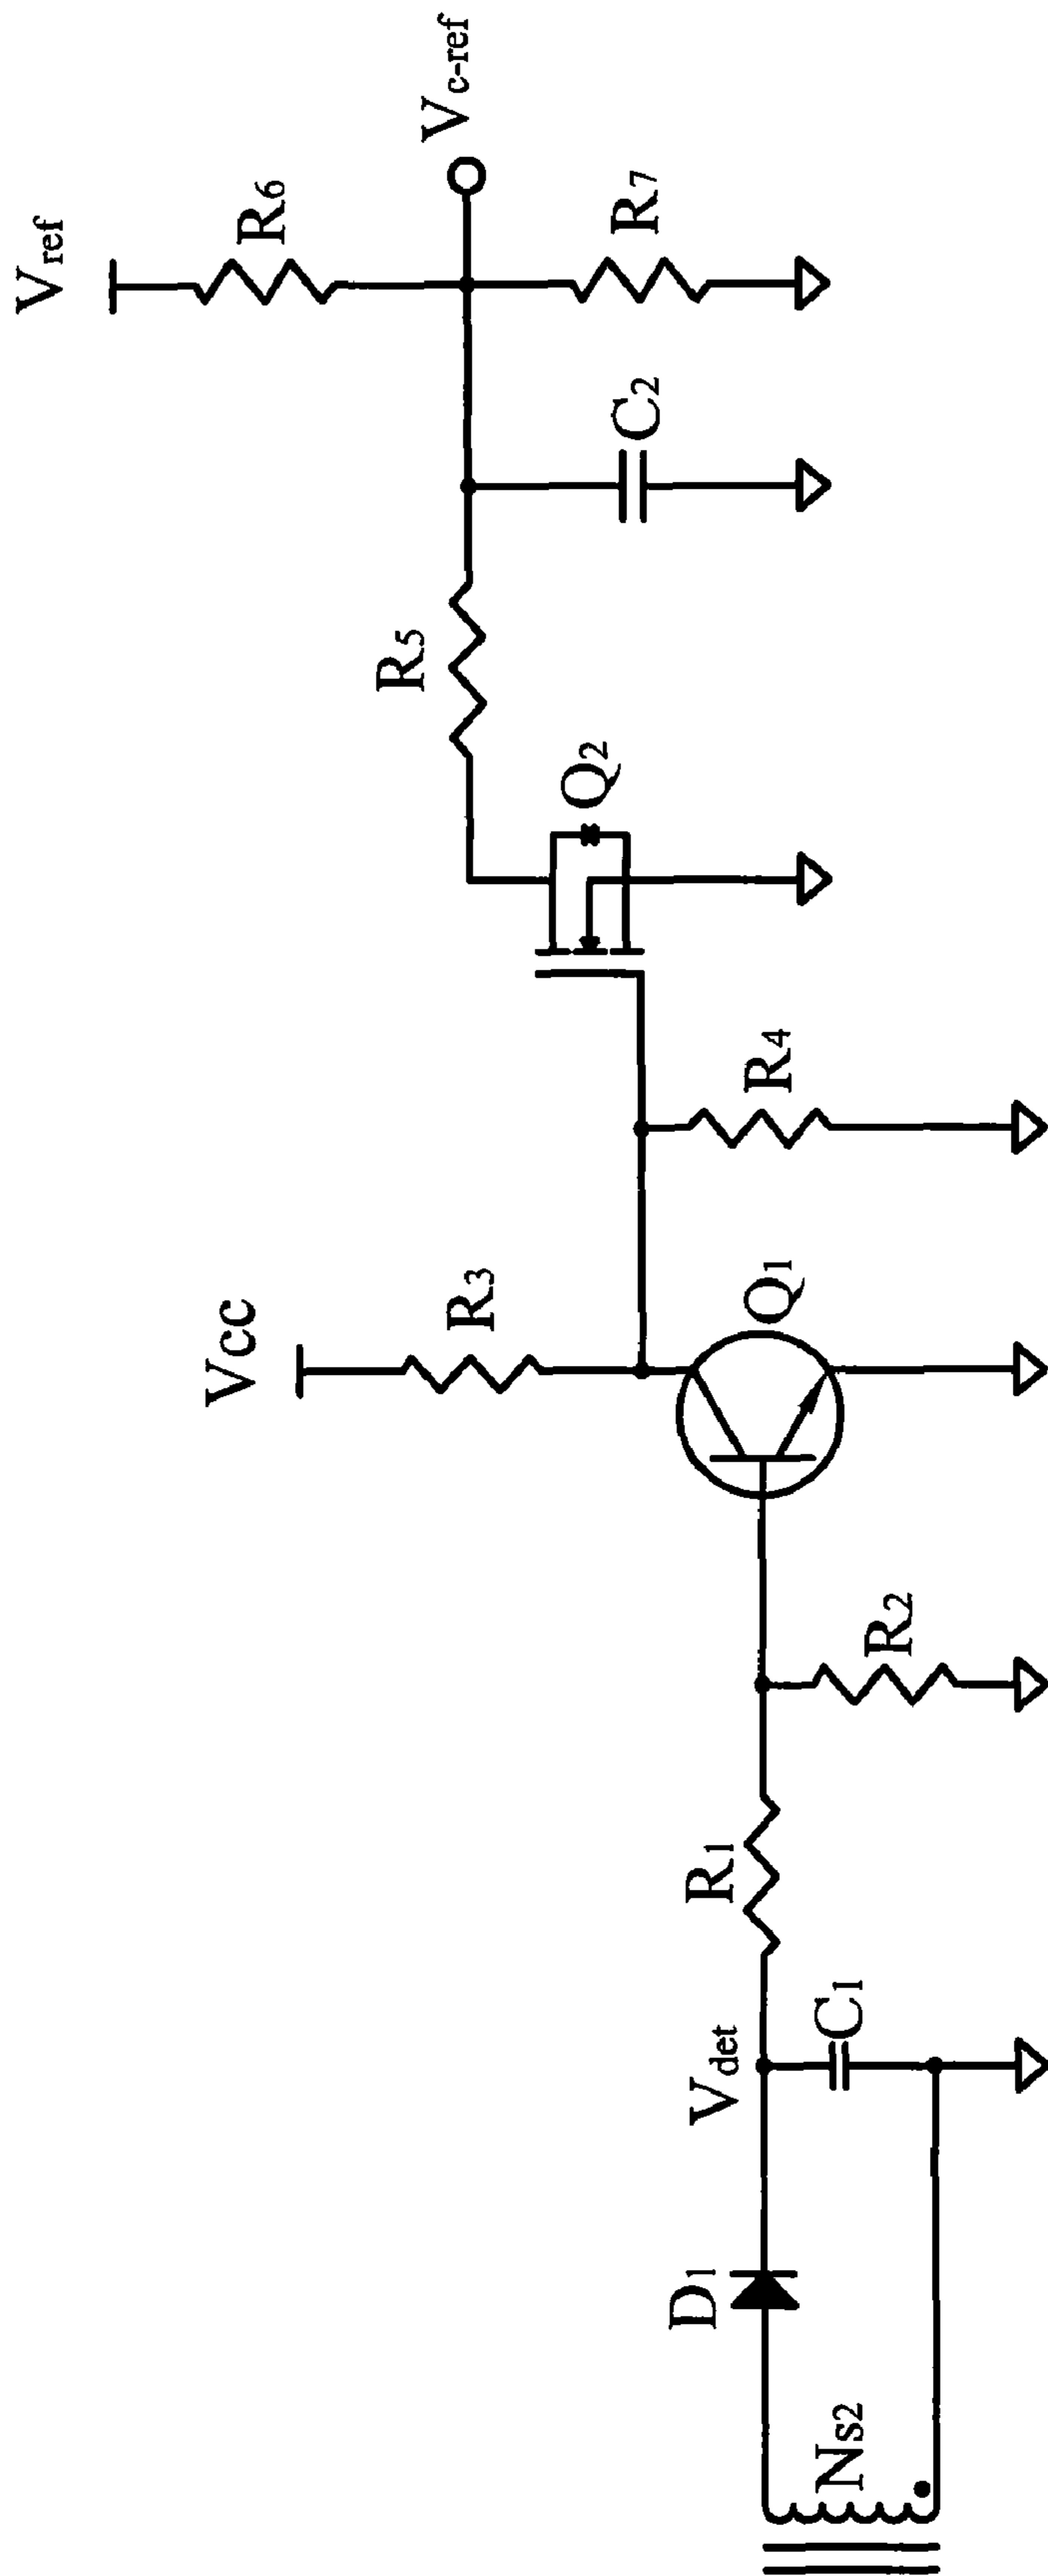 Vref
R6
Vc-ref
R7
C2
R5
Q2
R4
Vcc
R3
Q1
R2
R1
Vdet
C1
D1
Ns2